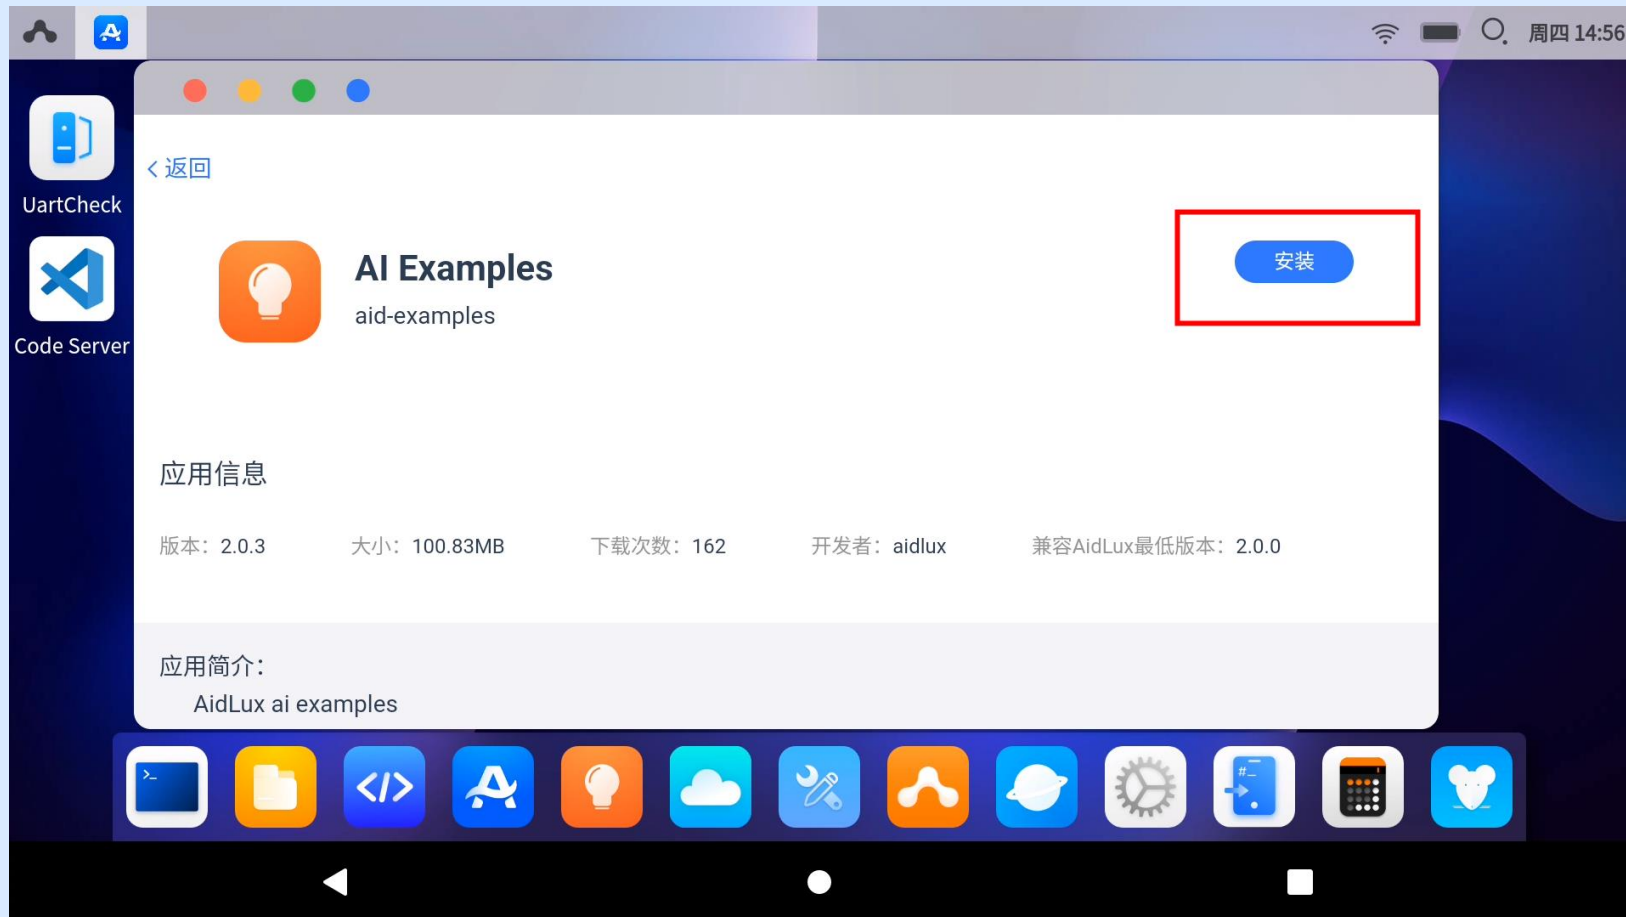 周四 14:56
返回
UartCheck
AI Examples
安装
aid-examples
Code Server
应用信息
版本：2.0.3 大小：100.83MB 下载次数：162 开发者：aidlux 兼容AidLux最低版本：2.0.0
应用简介：
AidLux ai examples
>_
</>
#_